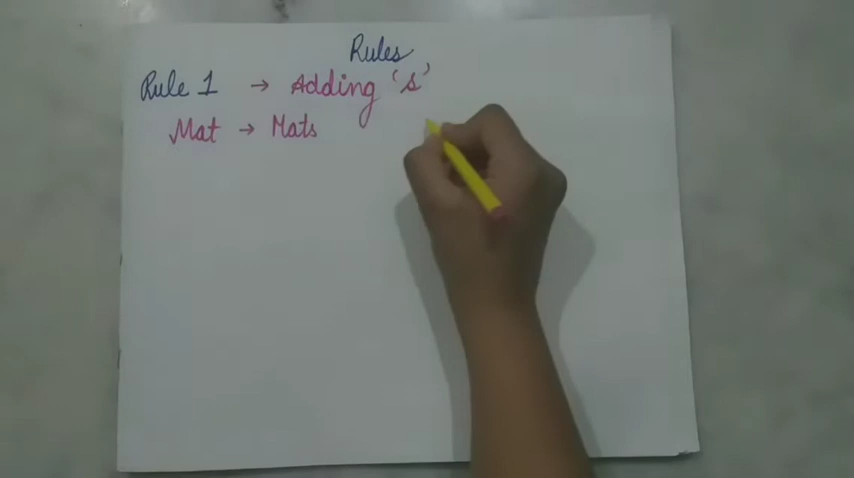 Rules
Rule 1 → Adding 's'
Mat → Mats